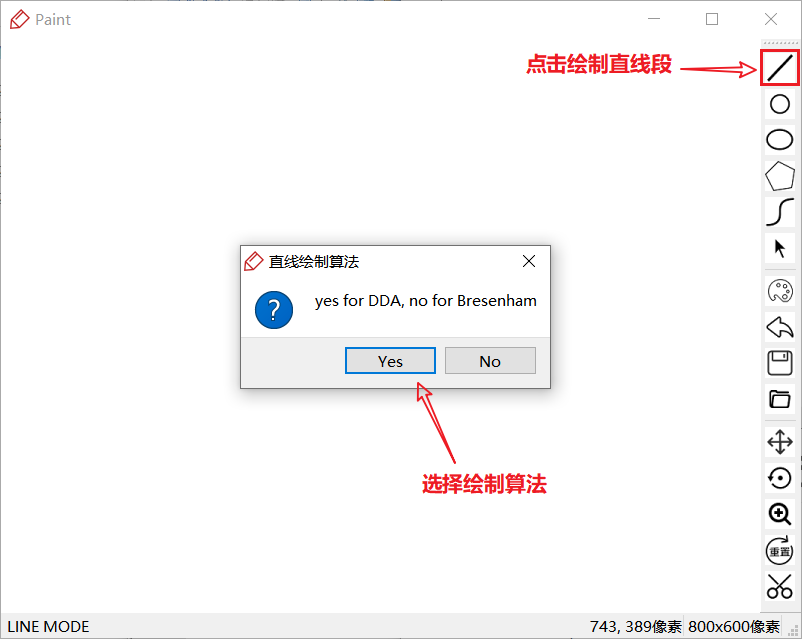 Paint
点击绘制直线段
直线绘制算法
yes for DDA, no for Bresenham
Yes
No
选择绘制算法
重置
LINE MODE
743, 389像素
800x600像素